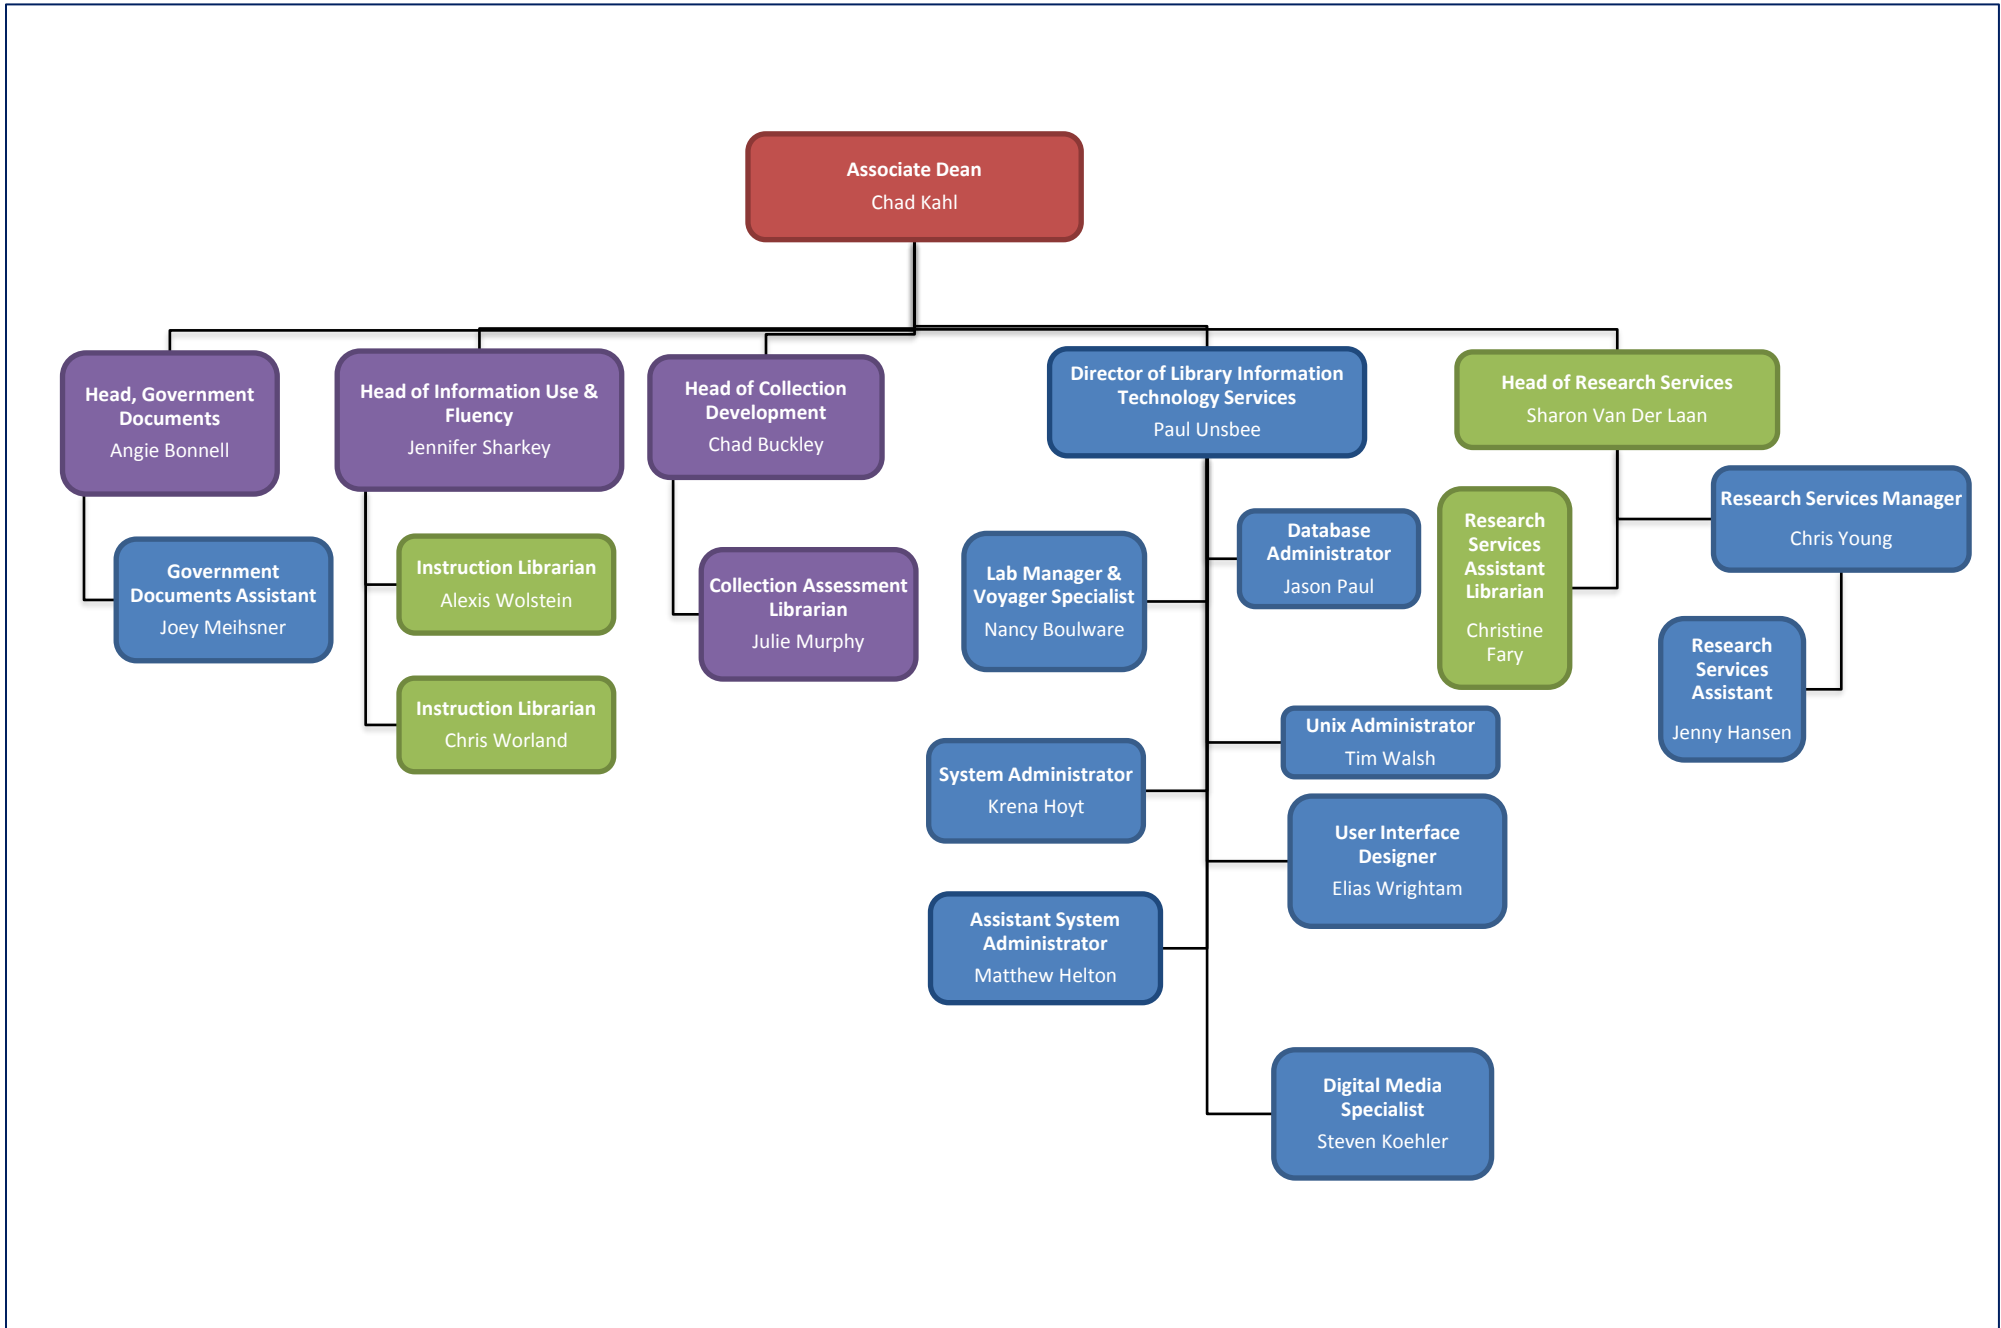 Associate Dean
Chad Kahl
Head, Government
Documents
Angie Bonnell
Head of Information Use &
Fluency
Jennifer Sharkey
Head of Collection
Development
Chad Buckley
Director of Library Information
Technology Services
Paul Unsbee
Head of Research Services
Sharon Van Der Laan
Government
Documents Assistant
Joey Meihsner
Instruction Librarian
Alexis Wolstein
Instruction Librarian
Chris Worland
Collection Assessment
Librarian
Julie Murphy
Lab Manager &
Voyager Specialist
Nancy Boulware
Database
Administrator
Jason Paul
System Administrator
Krena Hoyt
Unix Administrator
Tim Walsh
User Interface
Designer
Elias Wrightam
Assistant System
Administrator
Matthew Helton
Digital Media
Specialist
Steven Koehler
Research
Services
Assistant
Librarian
Christine
Fary
Research Services Manager
Chris Young
Research
Services
Assistant
Jenny Hansen